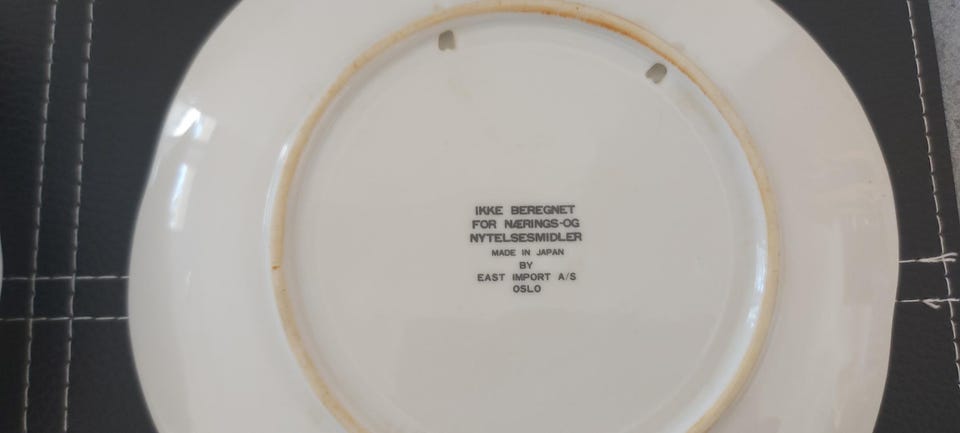 IKKE BEREGNET
FOR NÆRINGS-OG
NYTELSESMIDLER
MADE IN JAPAN
BY
EAST IMPORT A/S
OSLO